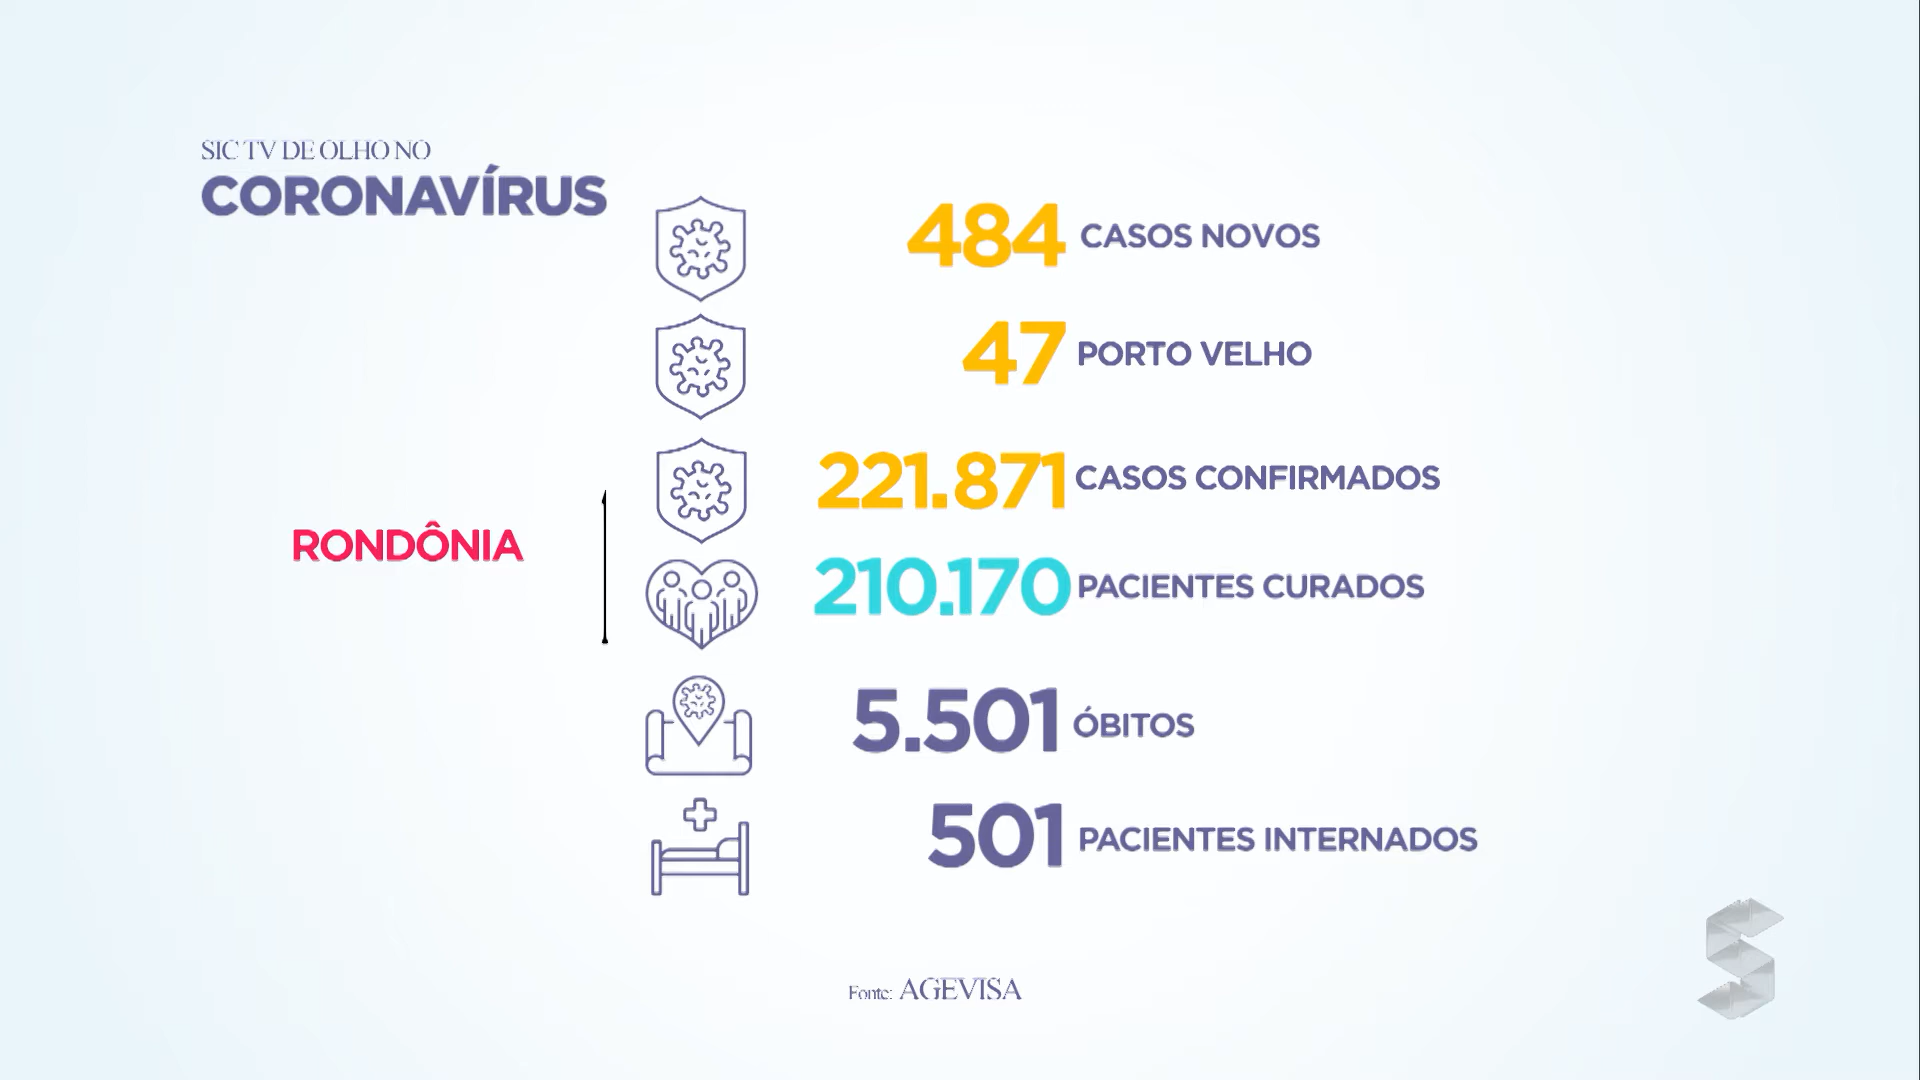 SIC TV DE OLHO NO
CORONAVÍRUS
484 CASOS NOVOS
47 PORTO VELHO
221.871 CASOS CONFIRMADOS
RONDÔNIA
210.170 PACIENTES CURADOS
5.501 ÓBITOS
501 PACIENTES INTERNADOS
Fonte: AGEVISA